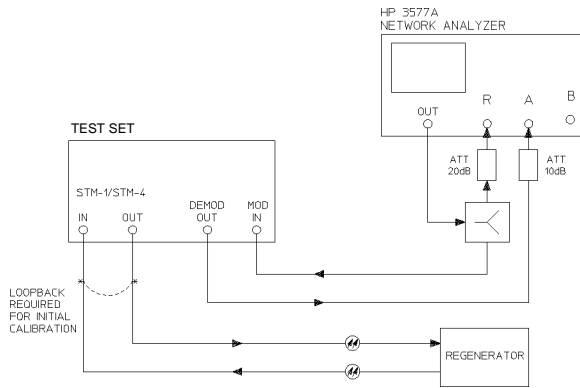 HP 3577A
NETWORK ANALYZER
OUT
R
A
B
ATT
20dB
ATT
10dB
TEST SET
STM-1/STM-4
IN
OUT
DEMOD
OUT
MOD
IN
LOOPBACK
REQUIRED
FOR INITIAL
CALIBRATION
REGENERATOR